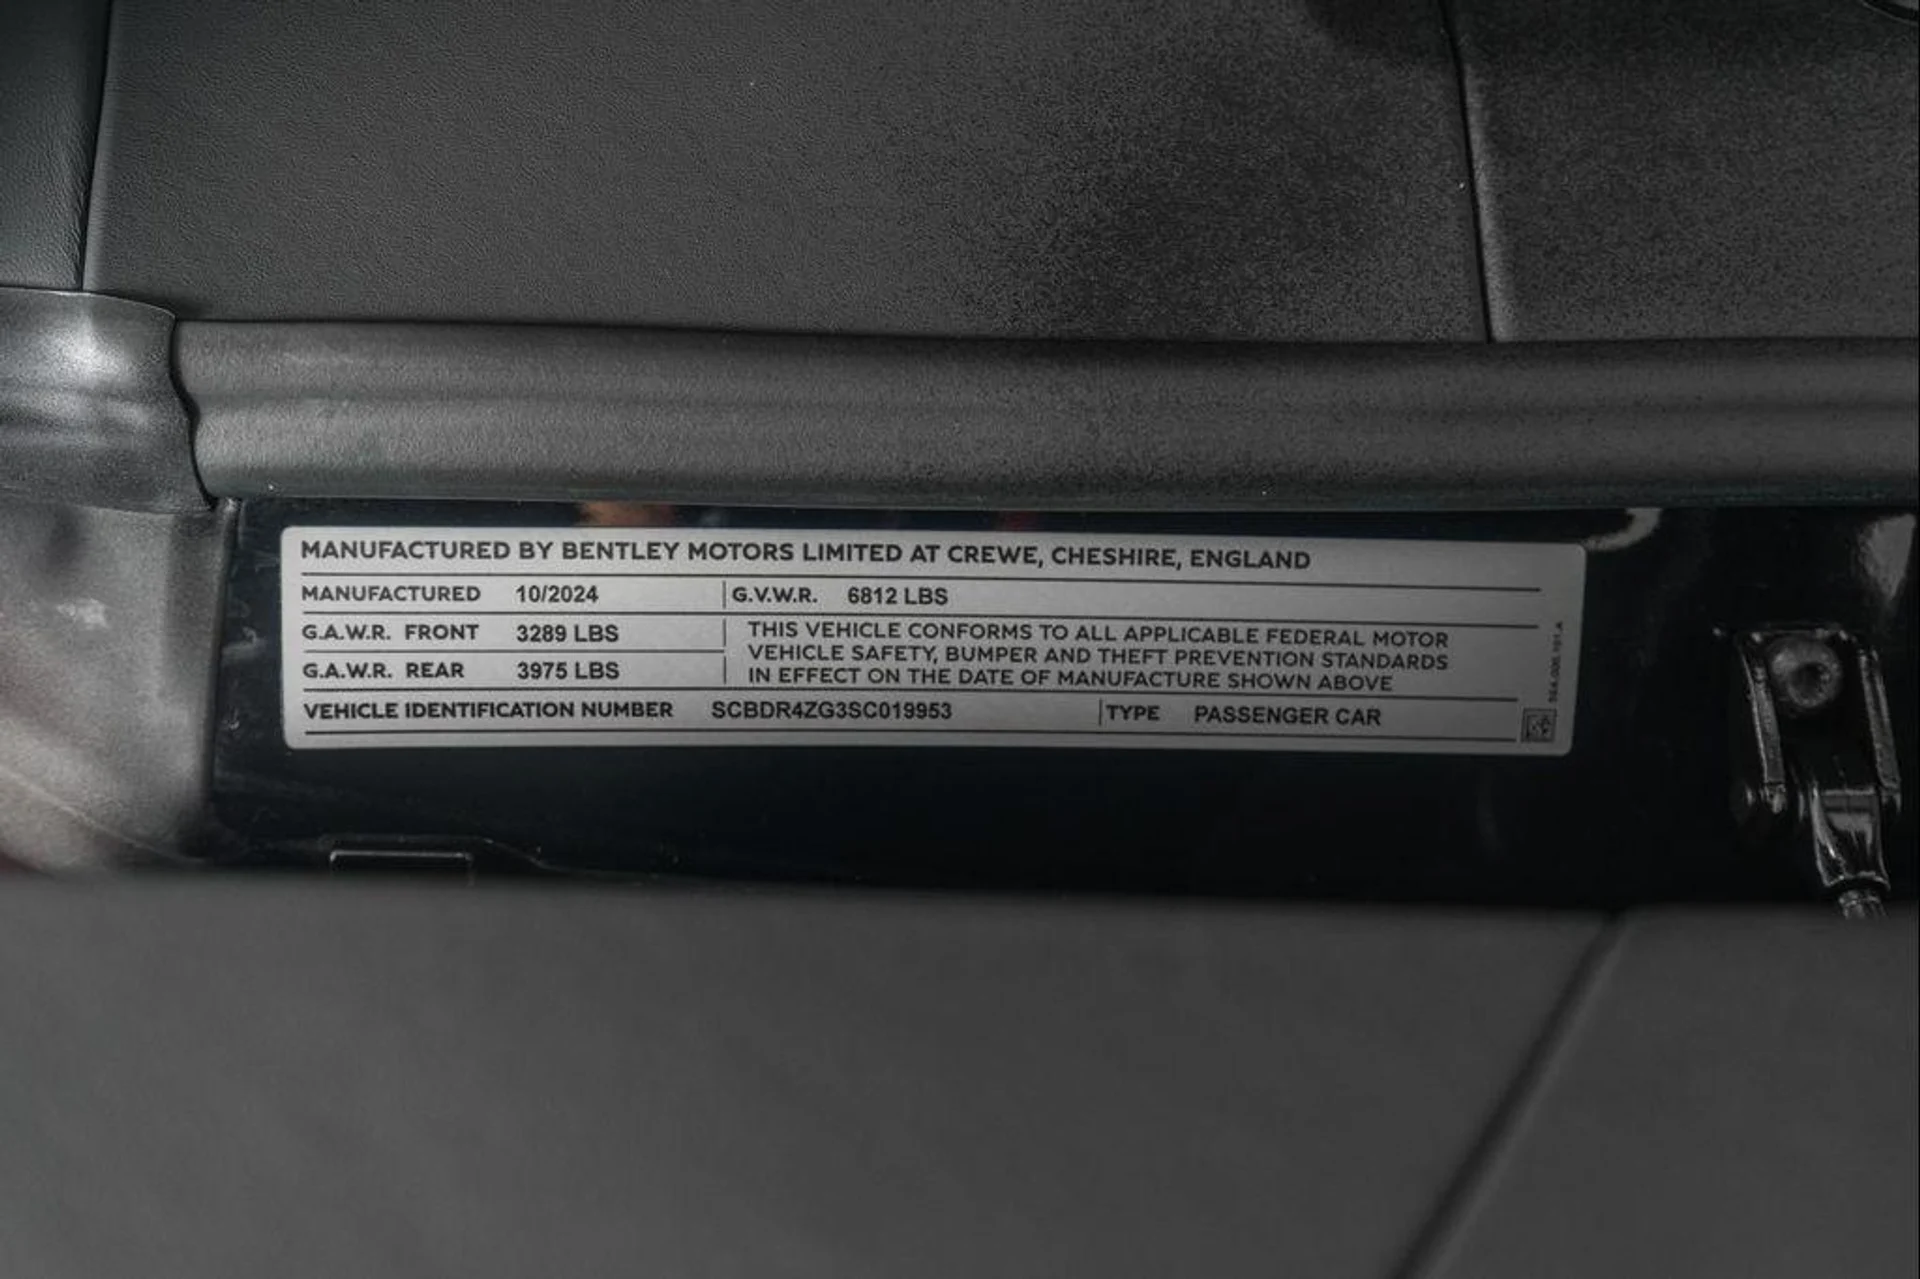 MANUFACTURED BY BENTLEY MOTORS LIMITED AT CREWE, CHESHIRE, ENGLAND
MANUFACTURED 10/2024 G.V.W.R. 6812 LBS
G.A.W.R. FRONT 3289 LBS
G.A.W.R. REAR 3975 LBS
THIS VEHICLE CONFORMS TO ALL APPLICABLE FEDERAL MOTOR
VEHICLE SAFETY, BUMPER AND THEFT PREVENTION STANDARDS
IN EFFECT ON THE DATE OF MANUFACTURE SHOWN ABOVE
VEHICLE IDENTIFICATION NUMBER SCBDR4ZG3SC019953 TYPE PASSENGER CAR